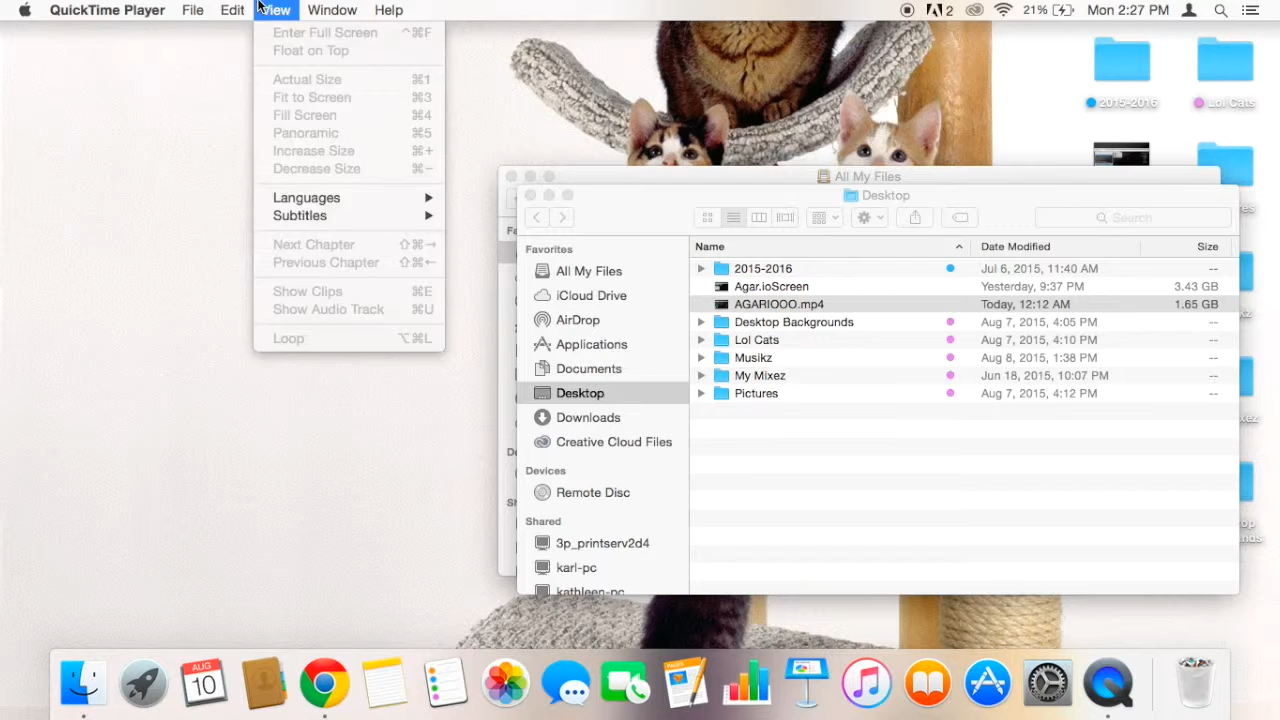 QuickTime Player File Edit View Window Help 2 21% Mon 2:27 PM
Enter Full Screen ^⌘F
Float on Top
Actual Size ⌘1
Fit to Screen ⌘3
Fill Screen ⌘4
Panoramic ⌘5
Increase Size ⌘+
Decrease Size ⌘-
Languages
Subtitles
Next Chapter ⇧⌘→
Previous Chapter ⇧⌘←
Show Clips ⌘E
Show Audio Track ⌘U
Loop ⌥⌘L
2015-2016 Lol Cats
All My Files
Desktop
Search
Favorites
All My Files
iCloud Drive
AirDrop
Applications
Documents
Desktop
Downloads
Creative Cloud Files
Devices
Remote Disc
Shared
3p_printserv2d4
karl-pc
kathleen-pc
Name Date Modified Size
2015-2016 Jul 6, 2015, 11:40 AM --
Agar.ioScreen Yesterday, 9:37 PM 3.43 GB
AGARIOOO.mp4 Today, 12:12 AM 1.65 GB
Desktop Backgrounds Aug 7, 2015, 4:05 PM --
Lol Cats Aug 7, 2015, 4:10 PM --
Musikz Aug 8, 2015, 1:38 PM --
My Mixez Jun 18, 2015, 10:07 PM --
Pictures Aug 7, 2015, 4:12 PM --
AUG
10